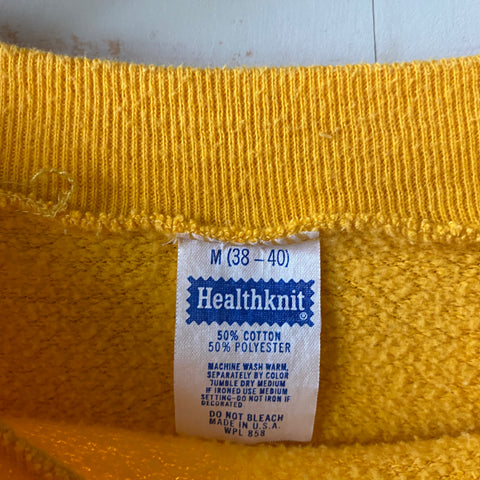 M (38 – 40)
Healthknit®
50% COTTON
50% POLYESTER
MACHINE WASH WARM,
SEPARATELY BY COLOR
TUMBLE DRY MEDIUM
IF IRONED USE MEDIUM
SETTING-DO NOT IRON IF
DECORATED
DO NOT BLEACH
MADE IN U.S.A.
WPL 858